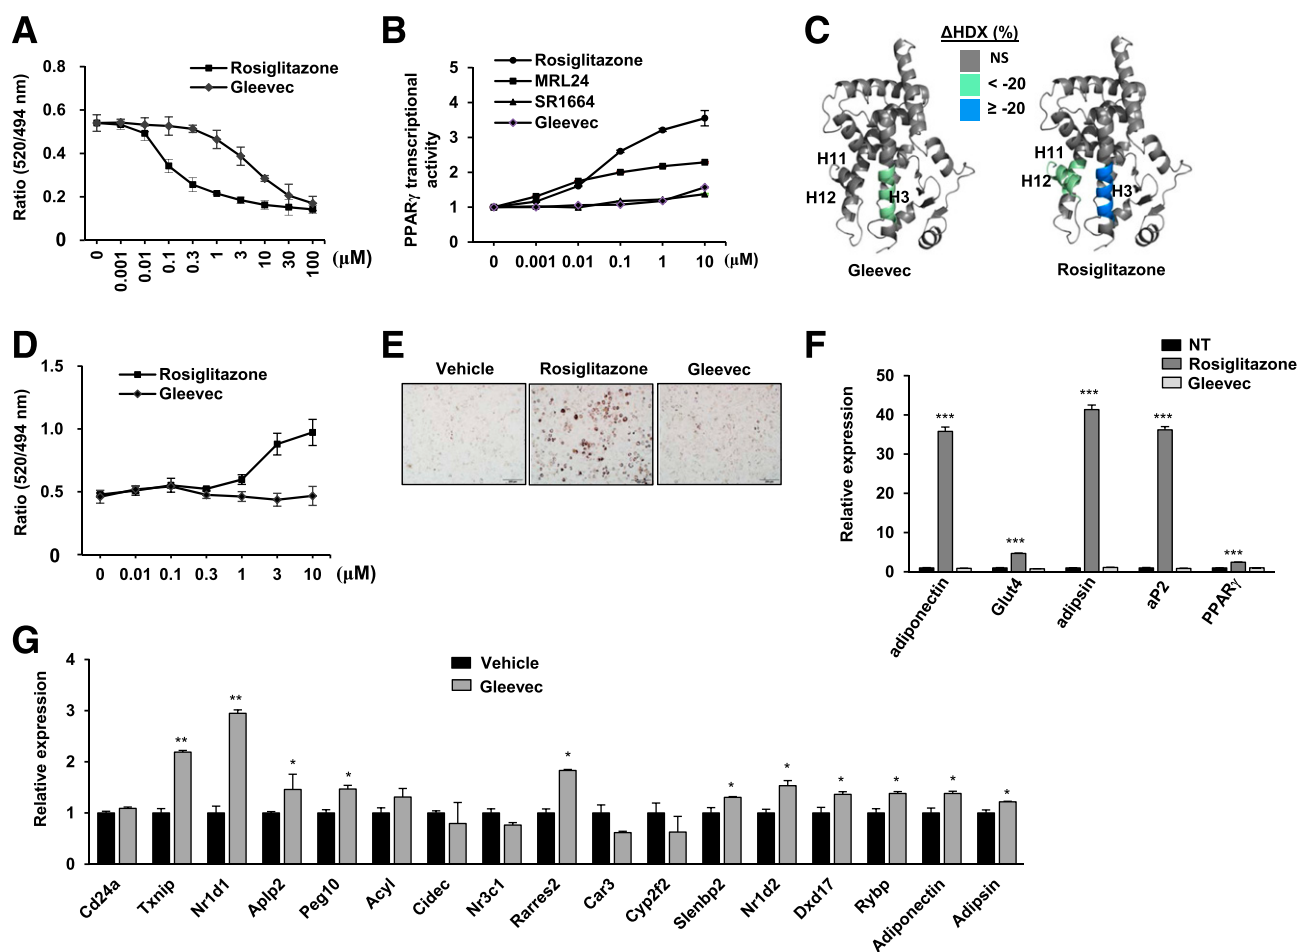 A
0.8
0.6
0.4
0.2
0
Ratio (520/494 nm)
Rosiglitazone
Gleevec
0 0.001 0.01 0.1 0.3 1 3 10 30 100 (μM)
B
5
4
3
2
1
0
PPARγ transcriptional
activity
Rosiglitazone
MRL24
SR1664
Gleevec
0 0.001 0.01 0.1 1 10 (μM)
C
ΔHDX (%)
NS
< -20
≥ -20
H11
H12
H3
Gleevec
H11
H12
H3
Rosiglitazone
D
1.5
1.0
0.5
0
Ratio (520/494 nm)
Rosiglitazone
Gleevec
0 0.01 0.1 0.3 1 3 10 (μM)
E
Vehicle Rosiglitazone Gleevec
F
NT
Rosiglitazone
Gleevec
50
40
30
20
10
0
Relative expression
*** *** *** *** ***
adiponectin Glut4 adipsin aP2 PPARγ
G
4
3
2
1
0
Relative expression
Vehicle
Gleevec
** ** * * * * * * * * *
Cd24a Txnip Nr1d1 Aplp2 Peg10 Acyl Cidec Nr3c1 Rarres2 Car3 Cyp2f2 Slenbp2 Nr1d2 Dxd17 Rybp Adiponectin Adipsin